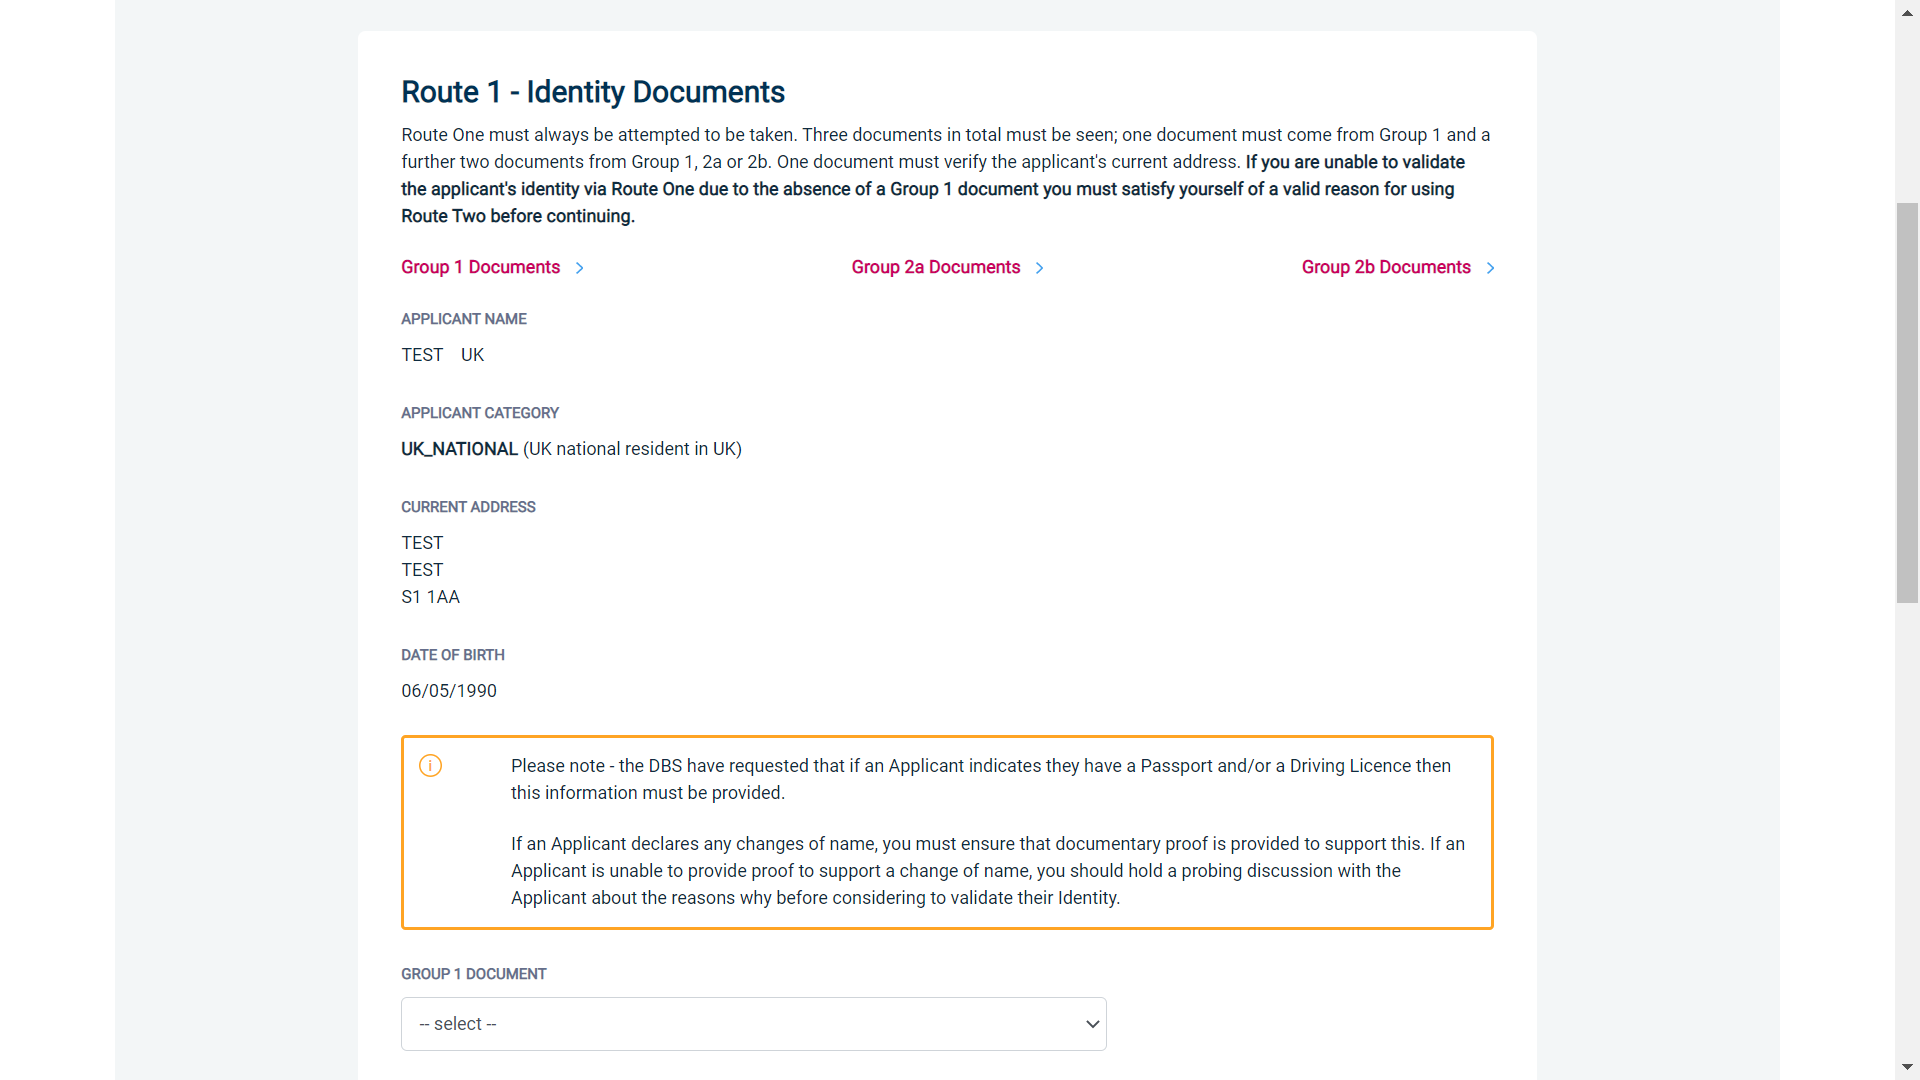 Route 1 - Identity Documents
Route One must always be attempted to be taken. Three documents in total must be seen; one document must come from Group 1 and a
further two documents from Group 1, 2a or 2b. One document must verify the applicant's current address. If you are unable to validate
the applicant's identity via Route One due to the absence of a Group 1 document you must satisfy yourself of a valid reason for using
Route Two before continuing.
Group 1 Documents Group 2a Documents Group 2b Documents
APPLICANT NAME
TEST UK
APPLICANT CATEGORY
UK_NATIONAL (UK national resident in UK)
CURRENT ADDRESS
TEST
TEST
S1 1AA
DATE OF BIRTH
06/05/1990
Please note - the DBS have requested that if an Applicant indicates they have a Passport and/or a Driving Licence then
this information must be provided.
If an Applicant declares any changes of name, you must ensure that documentary proof is provided to support this. If an
Applicant is unable to provide proof to support a change of name, you should hold a probing discussion with the
Applicant about the reasons why before considering to validate their Identity.
GROUP 1 DOCUMENT
-- select --